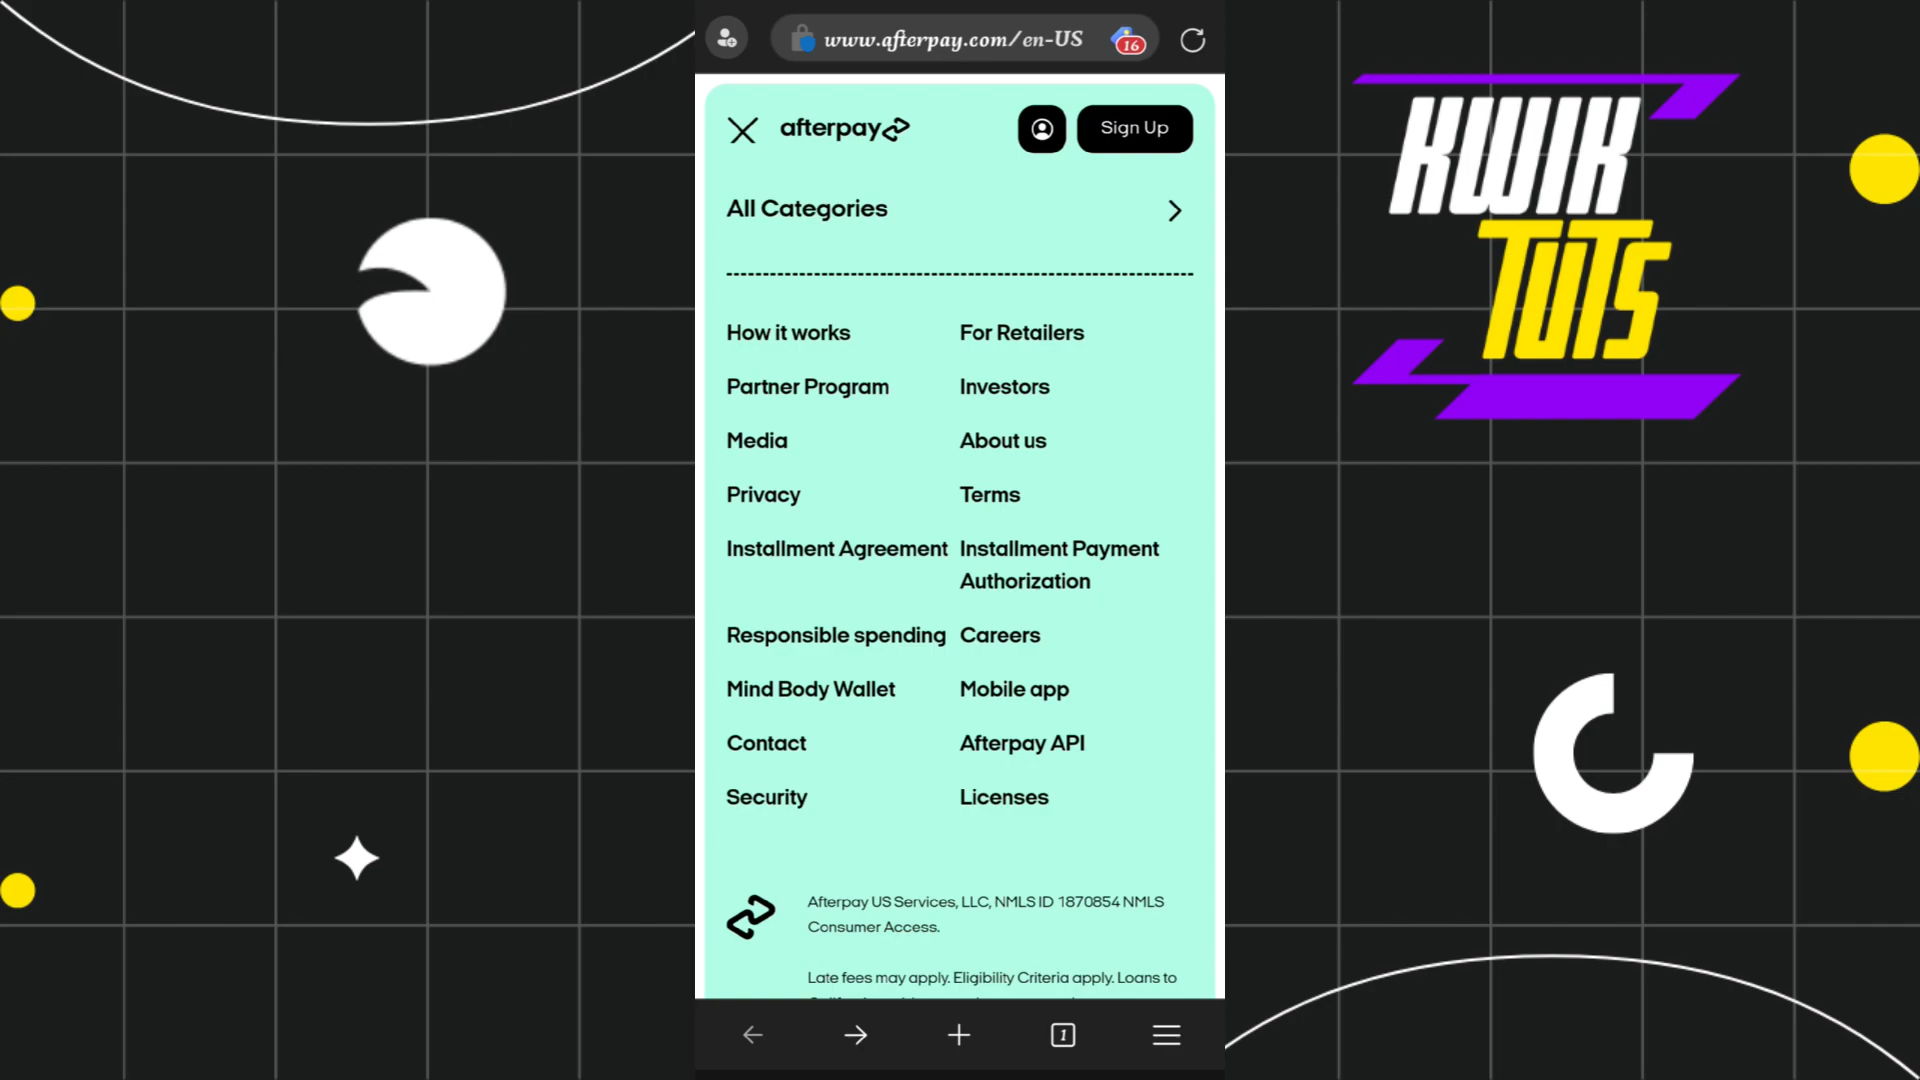 www.afterpay.com/en-US
16
afterpay
Sign Up
All Categories
How it works
For Retailers
Partner Program
Investors
Media
About us
Privacy
Terms
Installment Agreement
Installment Payment
Authorization
Responsible spending
Careers
Mind Body Wallet
Mobile app
Contact
Afterpay API
Security
Licenses
Afterpay US Services, LLC, NMLS ID 1870854 NMLS
Consumer Access.
Late fees may apply. Eligibility Criteria apply. Loans to
1
KWIK
TUTS